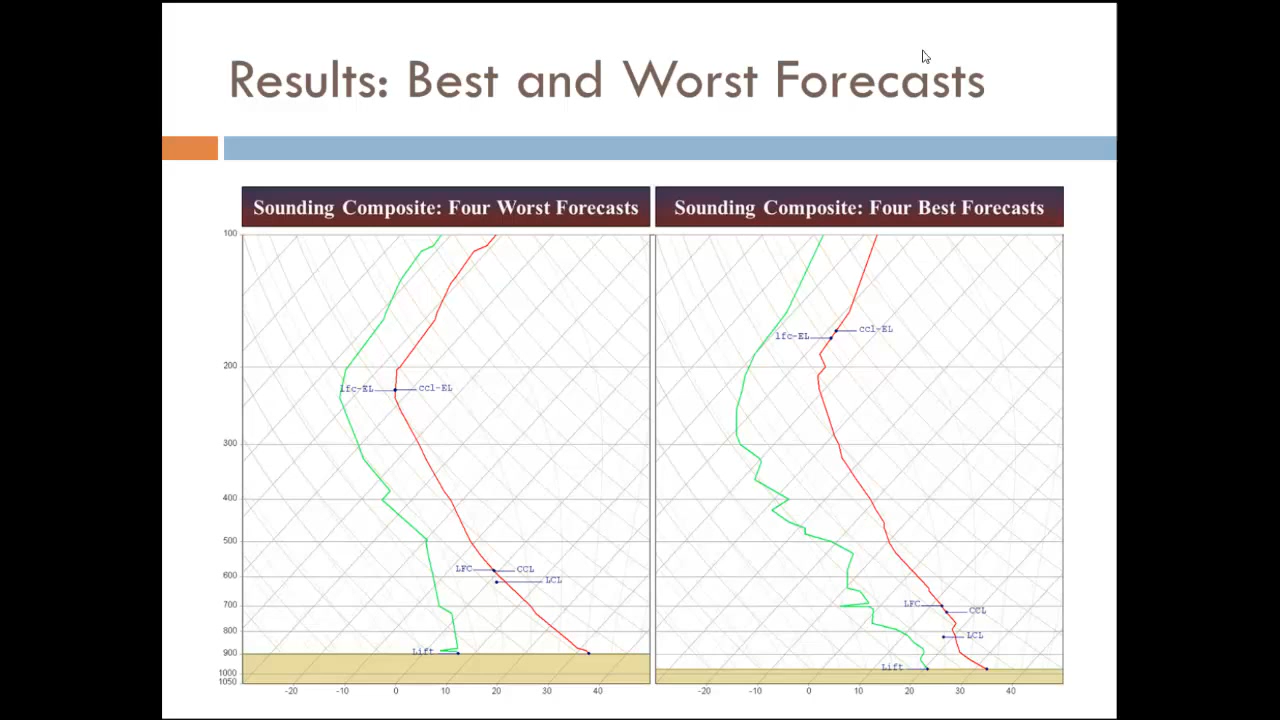 Results: Best and Worst Forecasts
Sounding Composite: Four Worst Forecasts
100
200
300
400
500
600
700
800
900
1000
1050
lfc-EL
ccl-EL
LFC
CCL
LCL
Lift
-20
-10
0
10
20
30
40
Sounding Composite: Four Best Forecasts
lfc-EL
ccl-EL
LFC
CCL
LCL
Lift
-20
-10
0
10
20
30
40